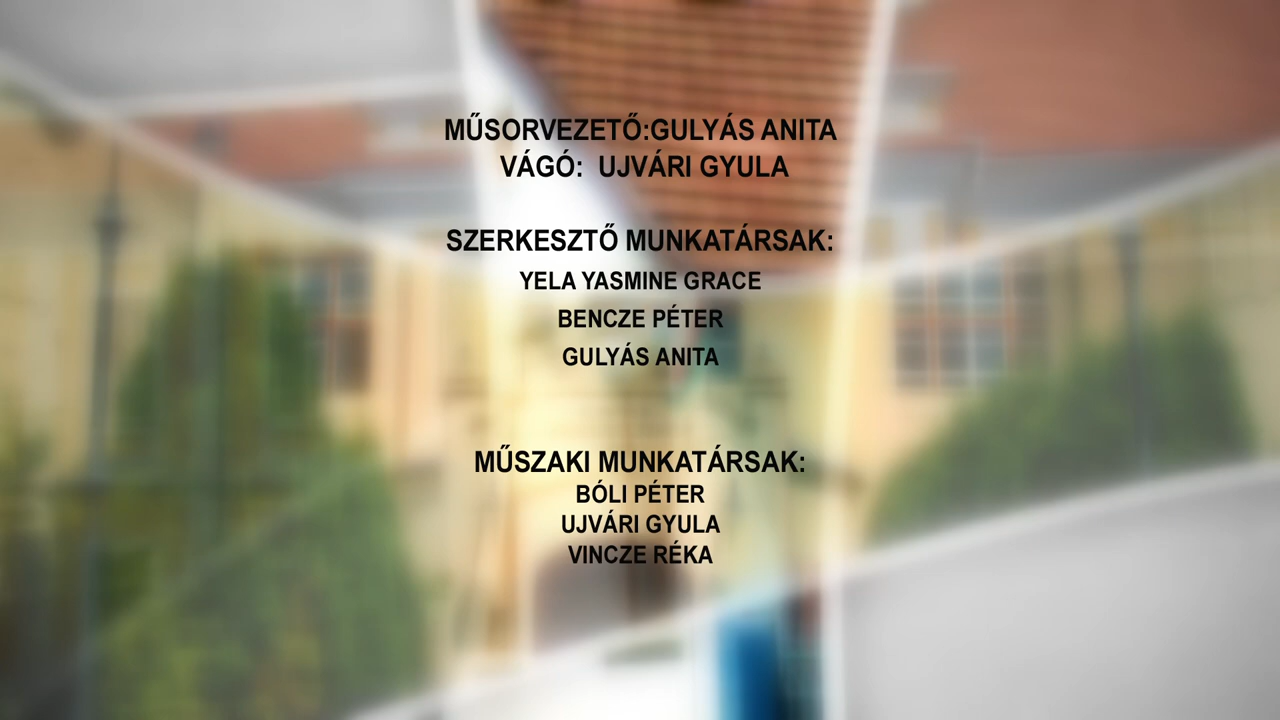 MŰSORVEZETŐ:GULYÁS ANITA
VÁGÓ: UJVÁRI GYULA
SZERKESZTŐ MUNKATÁRSAK:
YELA YASMINE GRACE
BENCZE PÉTER
GULYÁS ANITA
MŰSZAKI MUNKATÁRSAK:
BÓLI PÉTER
UJVÁRI GYULA
VINCZE RÉKA